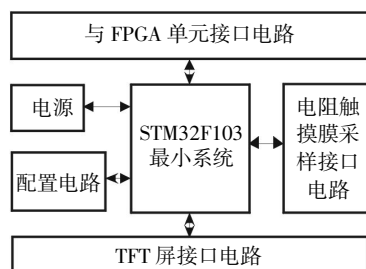 与 FPGA 单元接口电路
电源
STM32F103
最小系统
电阻触
摸膜采
样接口
电路
配置电路
TFT 屏接口电路